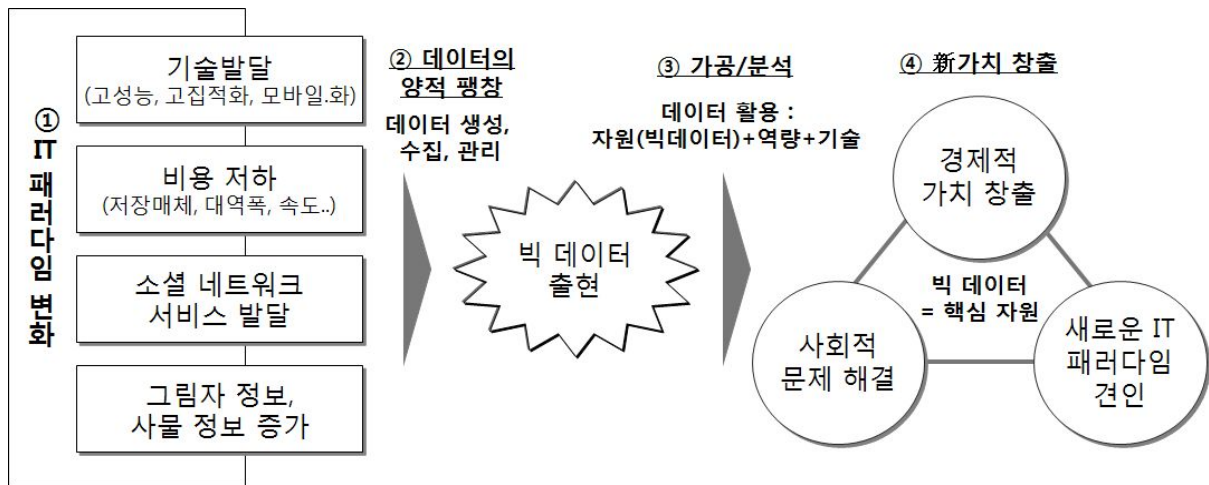 ① IT 패러다임 변화
기술발달
(고성능, 고집적화, 모바일.화)
비용 저하
(저장매체, 대역폭, 속도..)
소셜 네트워크
서비스 발달
그림자 정보,
사물 정보 증가
② 데이터의
양적 팽창
데이터 생성,
수집, 관리
빅 데이터
출현
③ 가공/분석
데이터 활용 :
자원(빅데이터)+역량+기술
④ 新가치 창출
경제적
가치 창출
빅 데이터
= 핵심 자원
사회적
문제 해결
새로운 IT
패러다임
견인